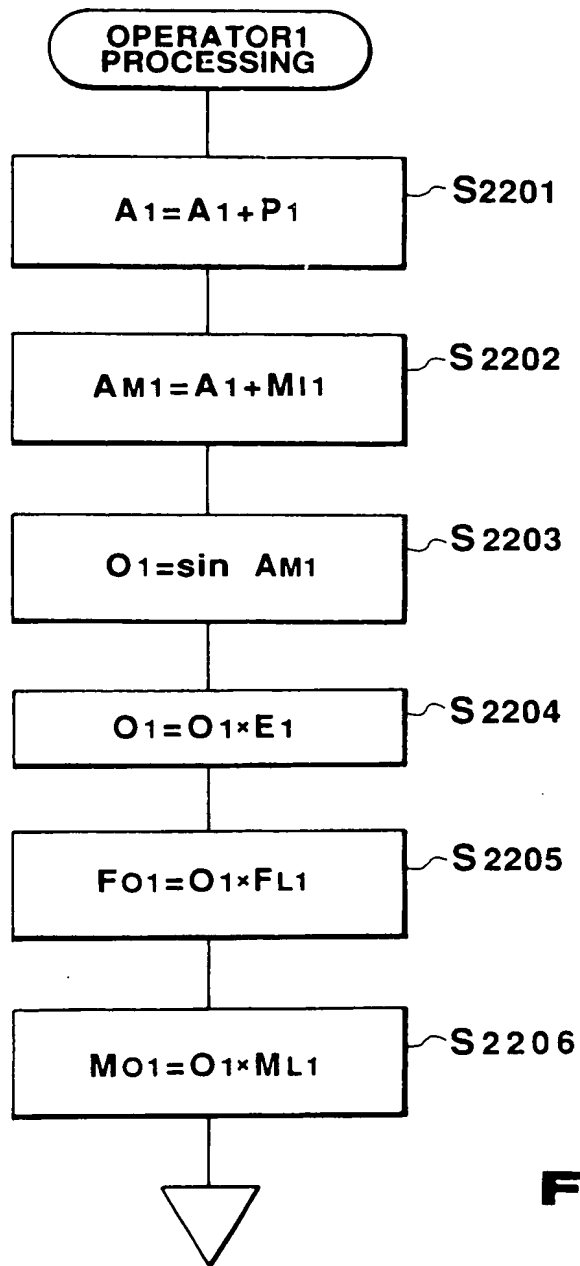 OPERATOR1
PROCESSING
A1=A1+P1
S2201
AM1=A1+MI1
S2202
O1=sin AM1
S2203
O1=O1×E1
S2204
FO1=O1×FL1
S2205
MO1=O1×ML1
S2206
F